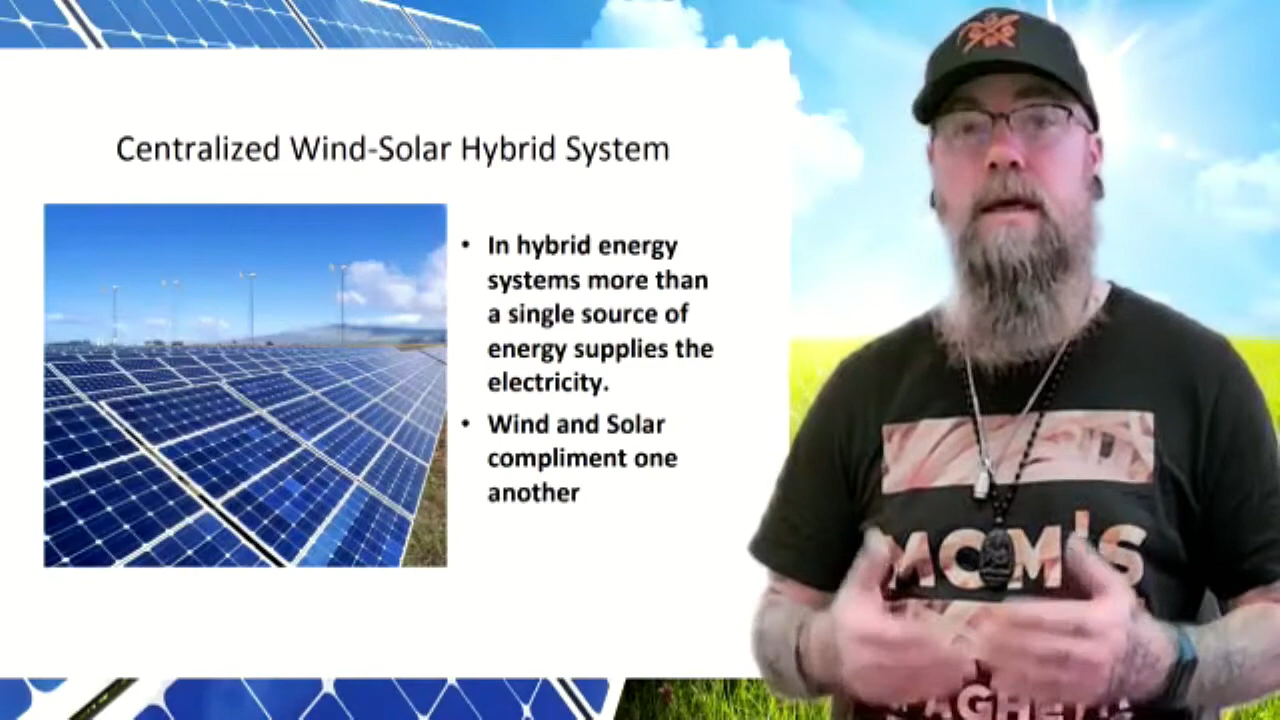 Centralized Wind-Solar Hybrid System
• In hybrid energy
systems more than
a single source of
energy supplies the
electricity.
• Wind and Solar
compliment one
another
MOM'S